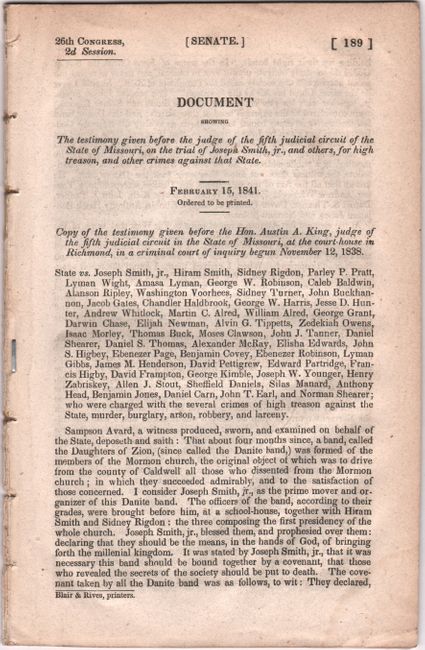 26th Congress,
2d Session.
[SENATE.]
[ 189 ]
DOCUMENT
SHOWING
The testimony given before the judge of the fifth judicial circuit of the
State of Missouri, on the trial of Joseph Smith, jr., and others, for high
treason, and other crimes against that State.
February 15, 1841.
Ordered to be printed.
Copy of the testimony given before the Hon. Austin A. King, judge of
the fifth judicial circuit in the State of Missouri, at the court-house in
Richmond, in a criminal court of inquiry begun November 12, 1838.
State vs. Joseph Smith, jr., Hiram Smith, Sidney Rigdon, Parley P. Pratt,
Lyman Wight, Amasa Lyman, George W. Robinson, Caleb Baldwin,
Alanson Ripley, Washington Voorhees, Sidney Turner, John Buckhan-
non, Jacob Gates, Chandler Haldbrook, George W. Harris, Jesse D. Hun-
ter, Andrew Whitlock, Martin C. Alred, William Alred, George Grant,
Darwin Chase, Elijah Newman, Alvin G. Tippetts, Zedekiah Owens,
Isaac Morley, Thomas Buck, Moses Clawson, John J. Tanner, Daniel
Shearer, Daniel S. Thomas, Alexander McRay, Elisha Edwards, John
S. Higbey, Ebenezer Page, Benjamin Covey, Ebenezer Robinson, Lyman
Gibbs, James M. Henderson, David Pettigrew, Edward Partridge, Fran-
cis Higby, David Frampton, George Kimble, Joseph W. Younger, Henry
Zabriskey, Allen J. Stout, Sheffield Daniels, Silas Manard, Anthony
Head, Benjamin Jones, Daniel Carn, John T. Earl, and Norman Shearer;
who were charged with the several crimes of high treason against the
State, murder, burglary, arson, robbery, and larceny.
Sampson Avard, a witness produced, sworn, and examined on behalf of
the State, deposeth and saith: That about four months since, a band, called
the Daughters of Zion, (since called the Danite band,) was formed of the
members of the Mormon church, the original object of which was to drive
from the county of Caldwell all those who dissented from the Mormon
church; in which they succeeded admirably, and to the satisfaction of
those concerned. I consider Joseph Smith, jr., as the prime mover and or-
ganizer of this Danite band. The officers of the band, according to their
grades, were brought before him, at a school-house, together with Hiram
Smith and Sidney Rigdon: the three composing the first presidency of the
whole church. Joseph Smith, jr., blessed them, and prophesied over them:
declaring that they should be the means, in the hands of God, of bringing
forth the millenial kingdom. It was stated by Joseph Smith, jr., that it was
necessary this band should be bound together by a covenant, that those
who revealed the secrets of the society should be put to death. The cove-
nant taken by all the Danite band was as follows, to wit: They declared,
Blair & Rives, printers.